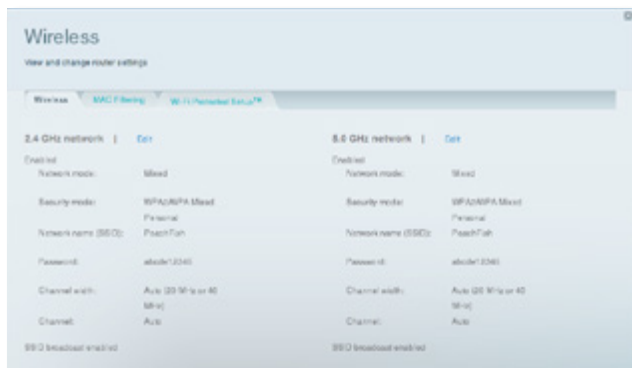 Wireless
View and change router settings
Wireless MAC Filtering Wi-Fi Protected Setup™
2.4 GHz network | Edit
Enabled
Network mode: Mixed
Security mode: WPA2/WPA Mixed
Personal
Network name (SSID): PeachFish
Password:
Channel width: Auto (20 MHz or 40
MHz)
Channel: Auto
SSID broadcast enabled
5.0 GHz network | Edit
Enabled
Network mode: Mixed
Security mode: WPA2/WPA Mixed
Personal
Network name (SSID): PeachFish
Password:
Channel width: Auto (20 MHz or 40
MHz)
Channel: Auto
SSID broadcast enabled